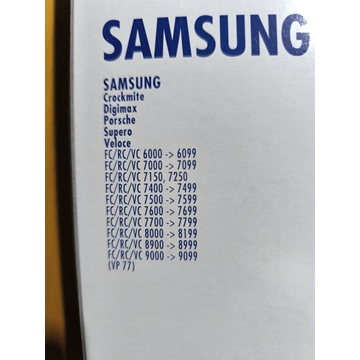 SAMSUNG
SAMSUNG
Crockmite
Digimax
Porsche
Supero
Veloce
FC/RC/VC 6000 -> 6099
FC/RC/VC 7000 -> 7099
FC/RC/VC 7150, 7250
FC/RC/VC 7400 -> 7499
FC/RC/VC 7500 -> 7599
FC/RC/VC 7600 -> 7699
FC/RC/VC 7700 -> 7799
FC/RC/VC 8000 -> 8199
FC/RC/VC 8900 -> 8999
FC/RC/VC 9000 -> 9099
(VP 77)